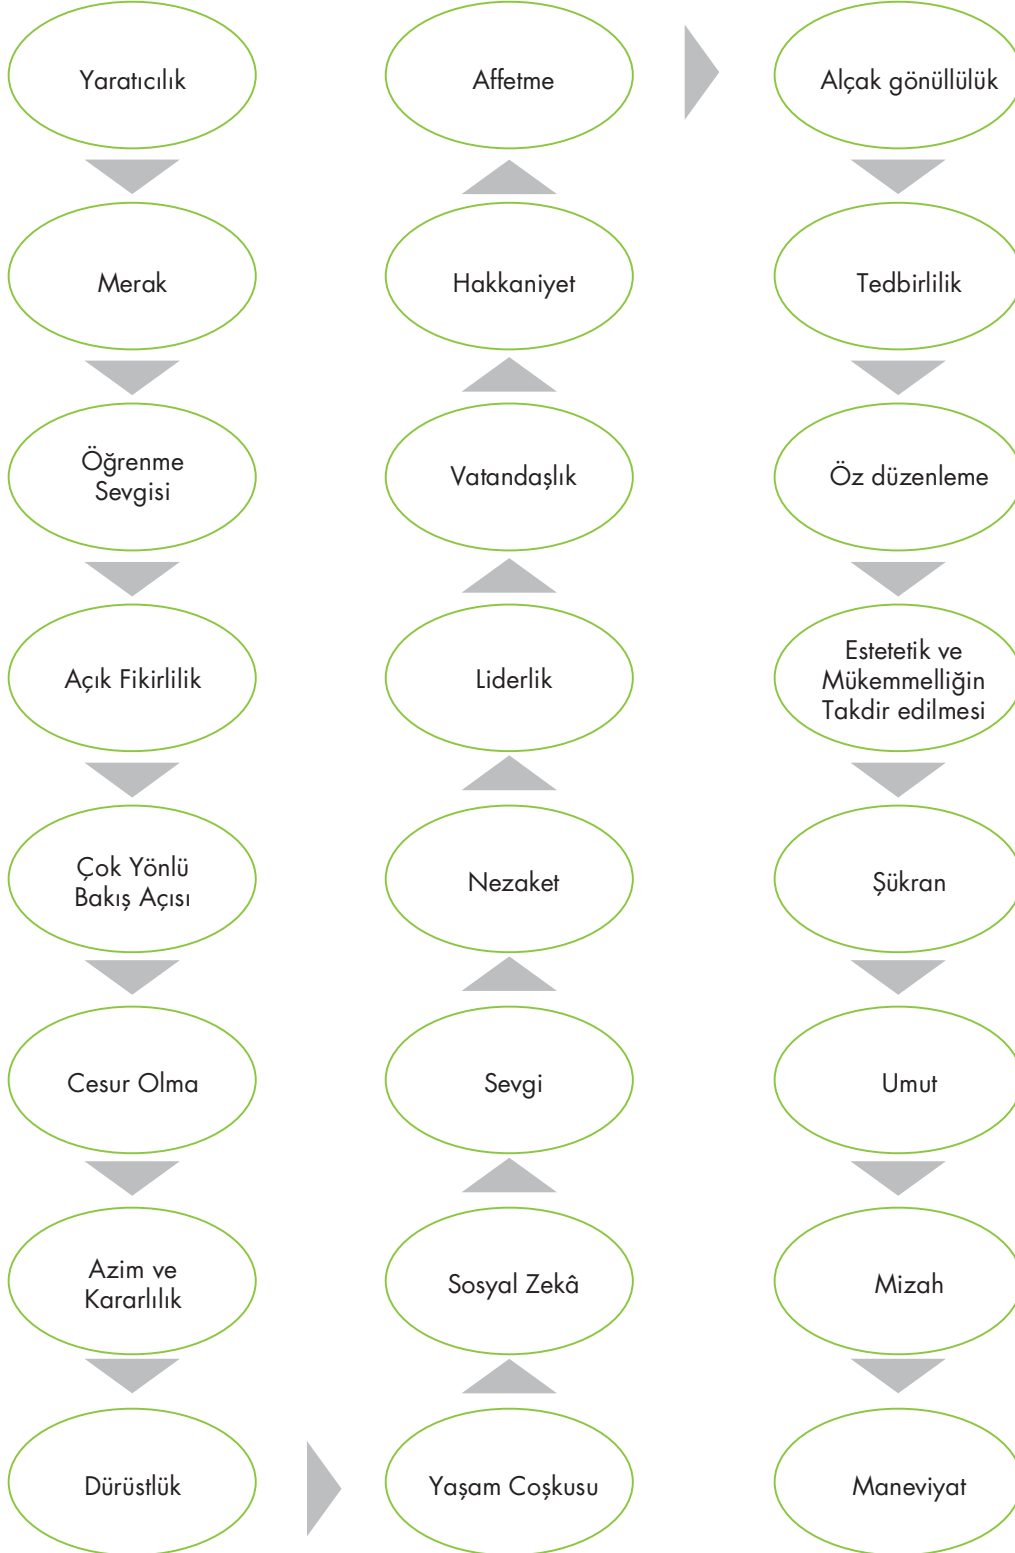 Yaratıcılık
Merak
Öğrenme
Sevgisi
Açık Fikirlilik
Çok Yönlü
Bakış Açısı
Cesur Olma
Azim ve
Kararlılık
Dürüstlük
Yaşam Coşkusu
Sosyal Zekâ
Sevgi
Nezaket
Liderlik
Vatandaşlık
Hakkaniyet
Affetme
Alçak gönüllülük
Tedbirlilik
Öz düzenleme
Estetetik ve
Mükemmelliğin
Takdir edilmesi
Şükran
Umut
Mizah
Maneviyat